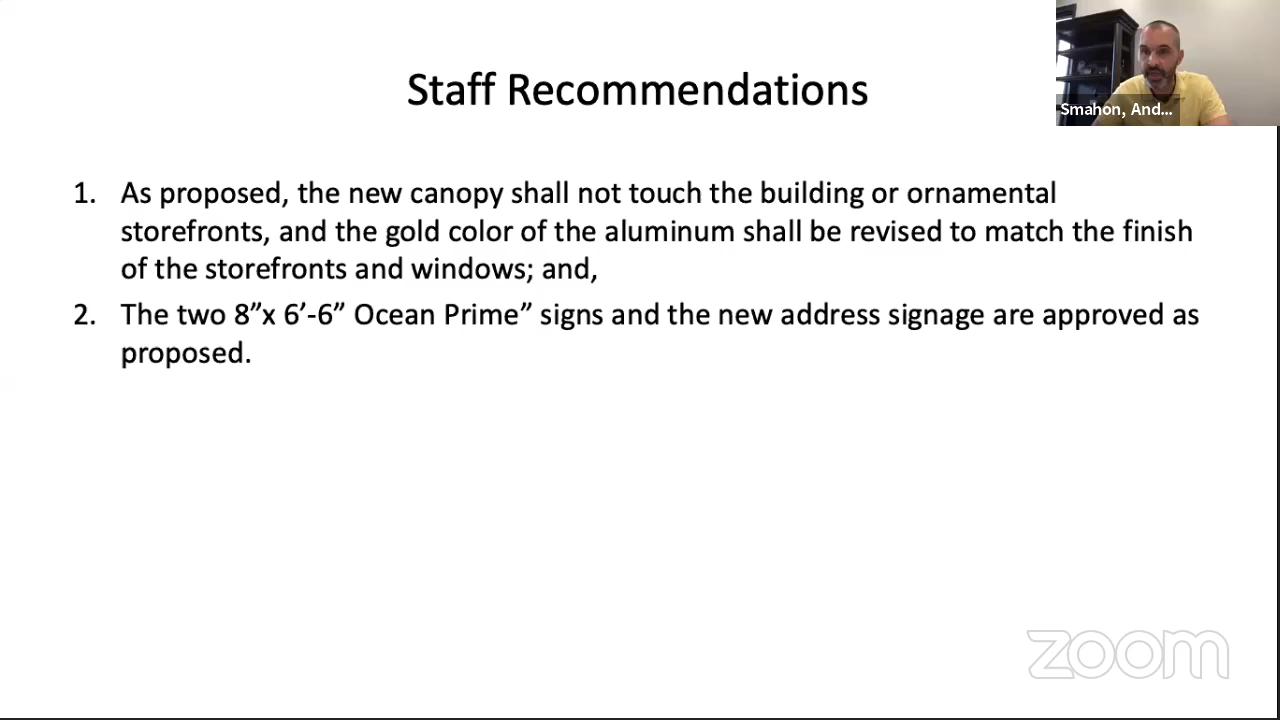 Staff Recommendations
Smahon, And...
1. As proposed, the new canopy shall not touch the building or ornamental
storefronts, and the gold color of the aluminum shall be revised to match the finish
of the storefronts and windows; and,
2. The two 8”x 6’-6” Ocean Prime” signs and the new address signage are approved as
proposed.
zoom